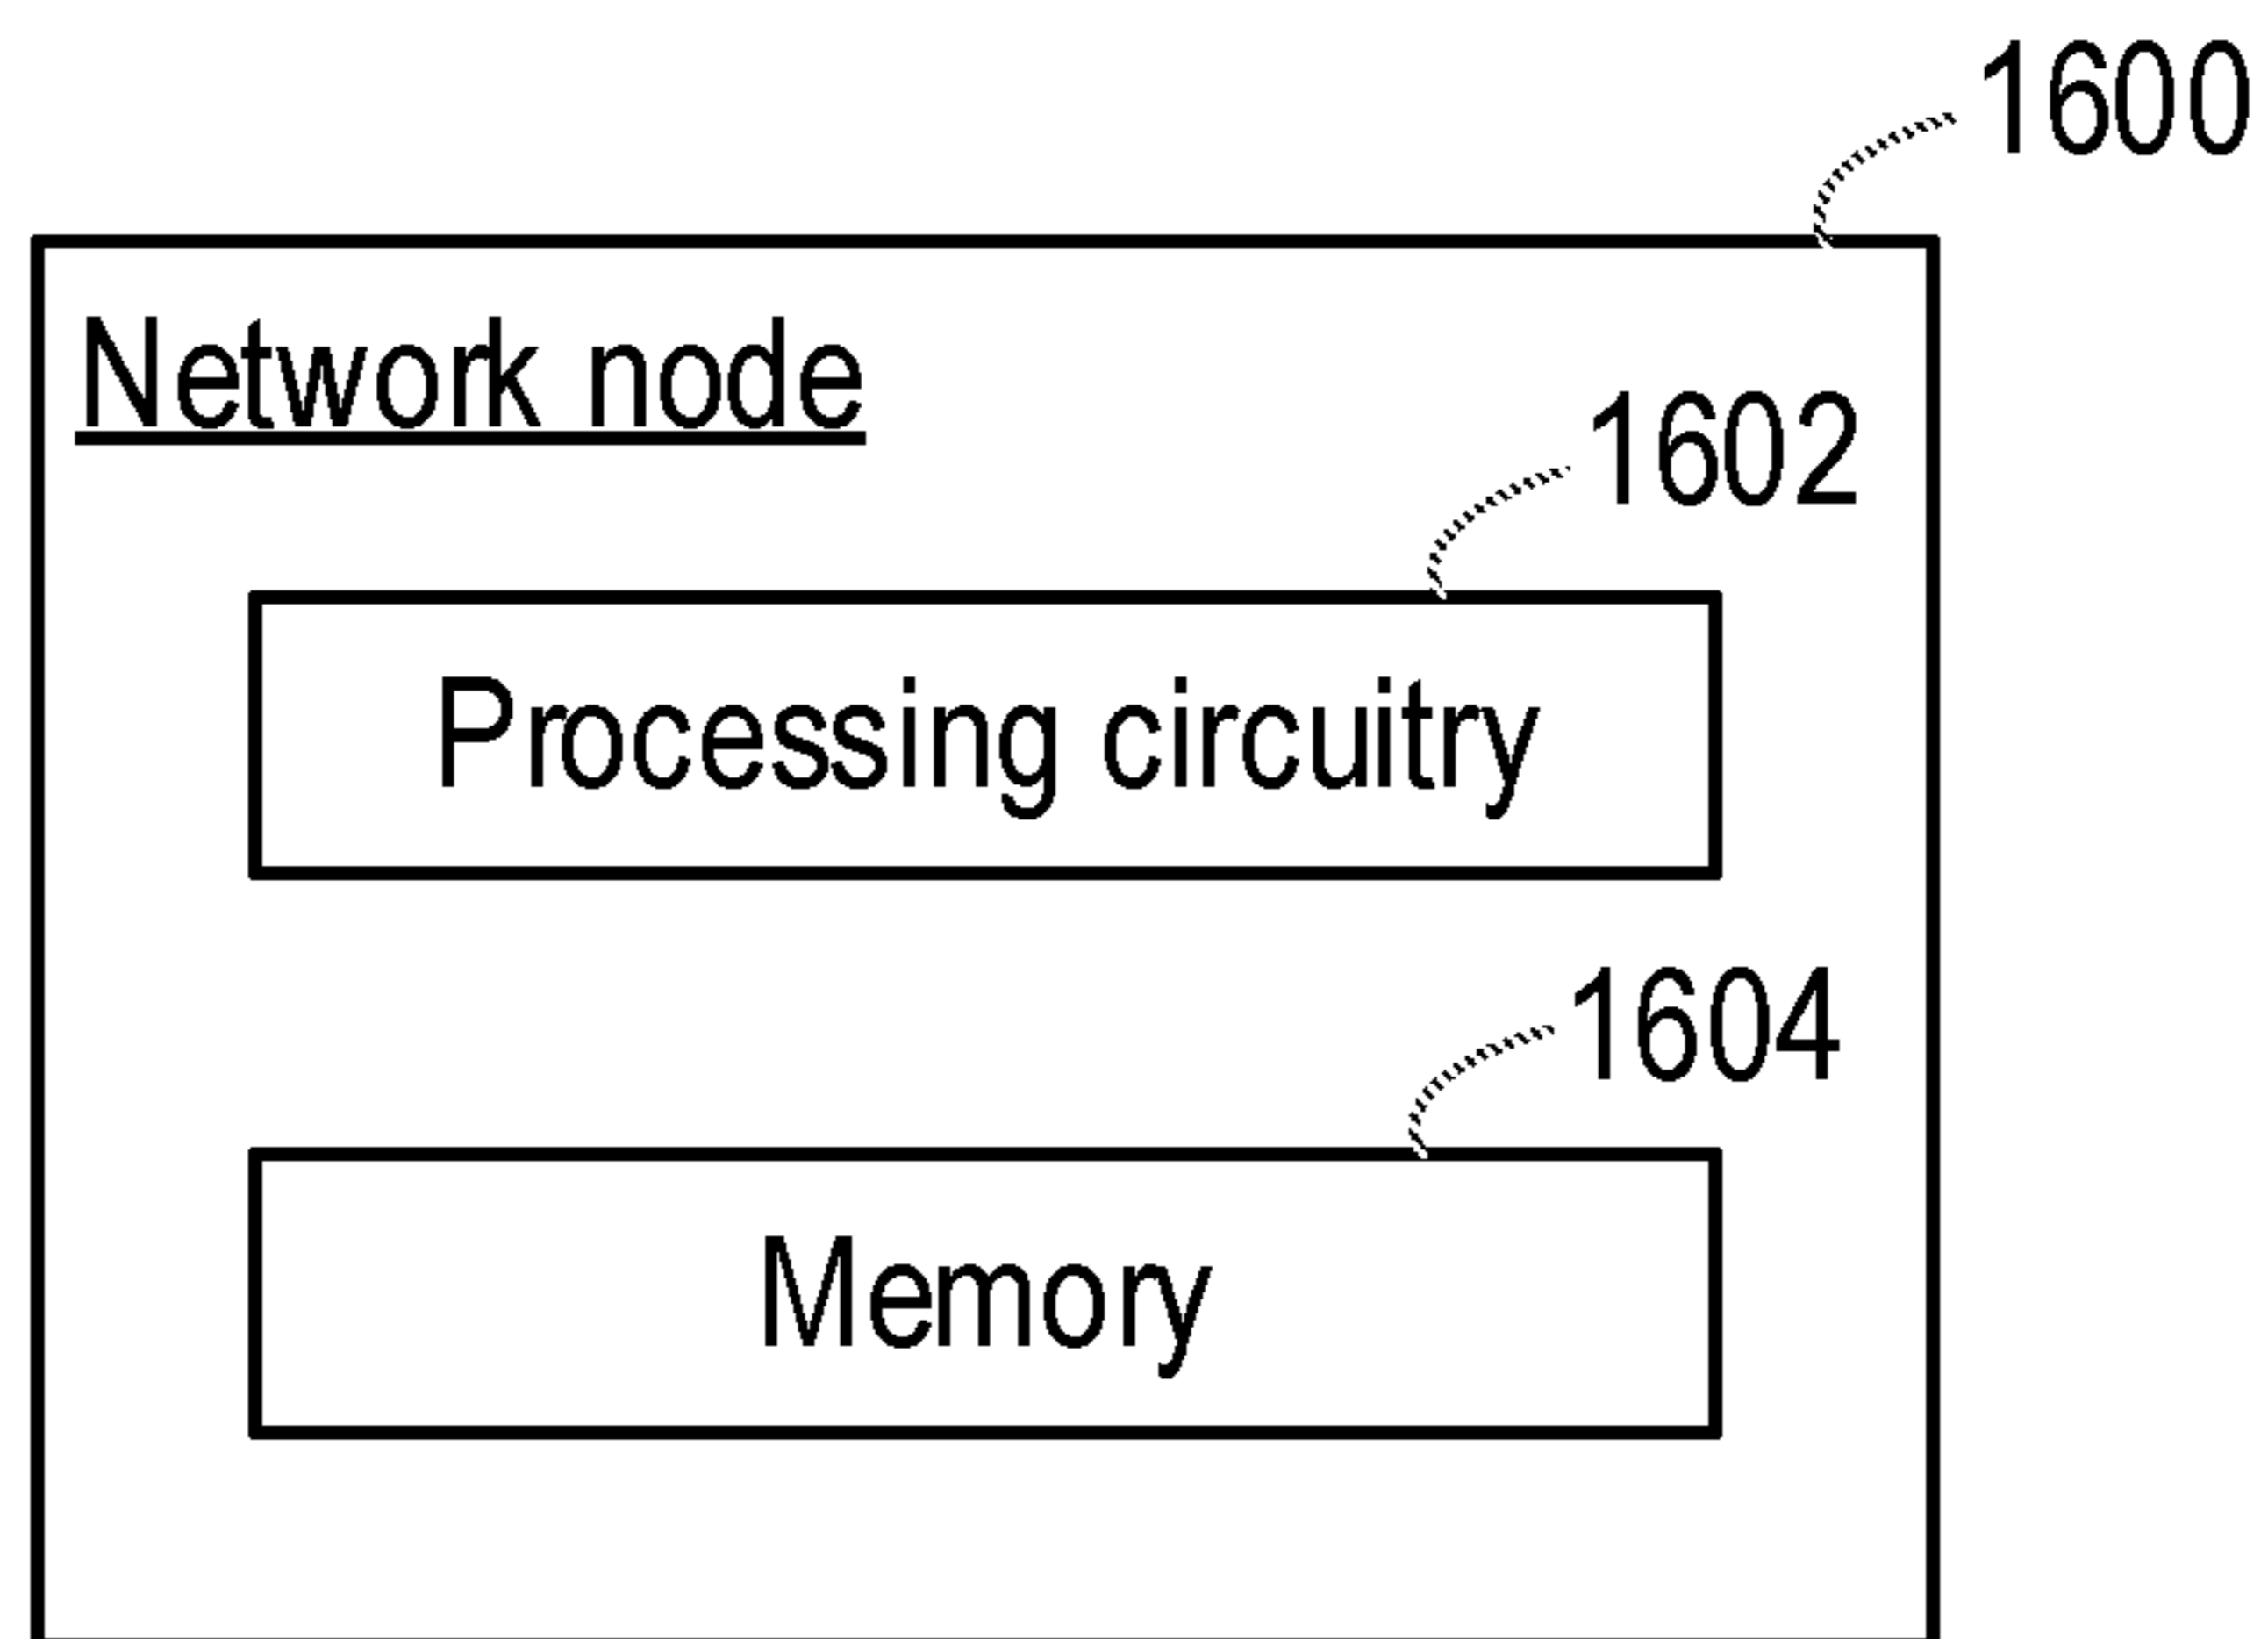 1600
Network node
1602
Processing circuitry
1604
Memory